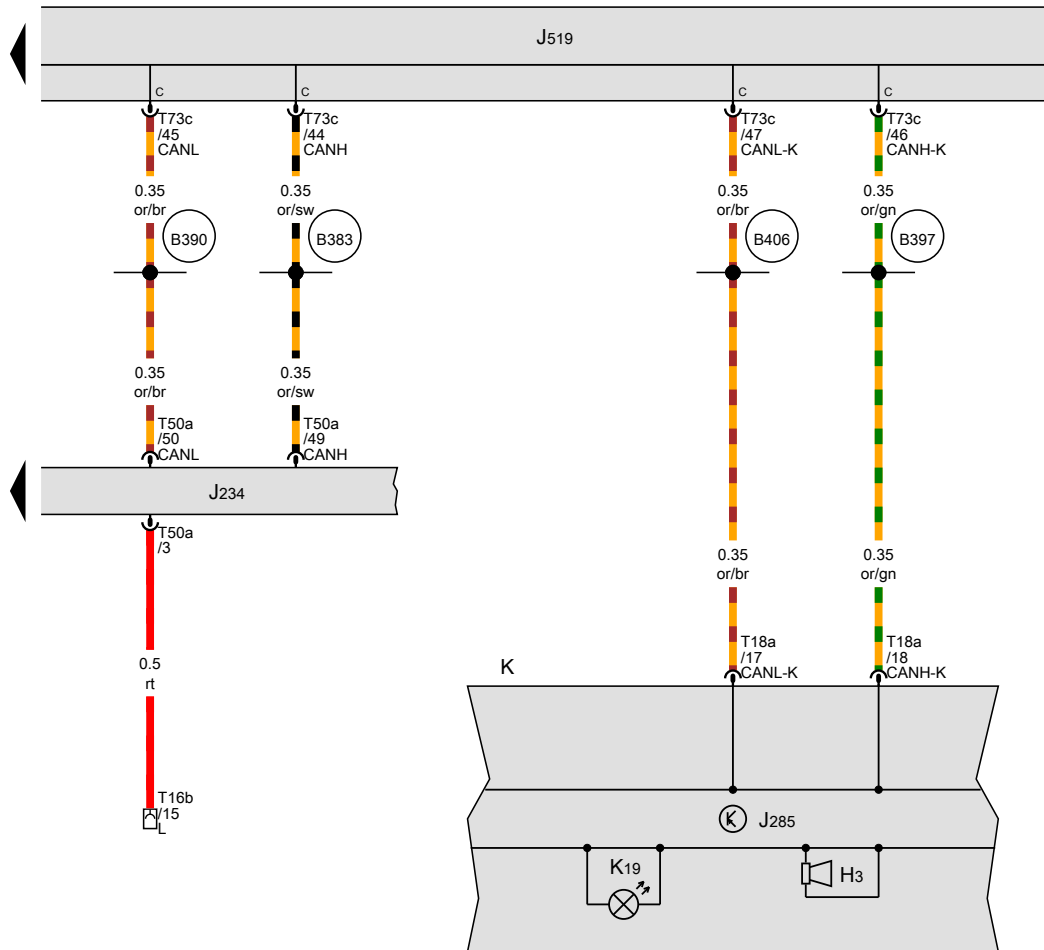 J519
c
c
c
c
T73c
/45
CANL
T73c
/44
CANH
T73c
/47
CANL-K
T73c
/46
CANH-K
0.35
or/br
0.35
or/sw
0.35
or/br
0.35
or/gn
B390
B383
B406
B397
0.35
or/br
0.35
or/sw
T50a
/50
CANL
T50a
/49
CANH
J234
T50a
/3
0.35
or/br
0.35
or/gn
0.5
rt
T18a
/17
CANL-K
T18a
/18
CANH-K
K
T16b
/15
L
K
J285
K19
H3